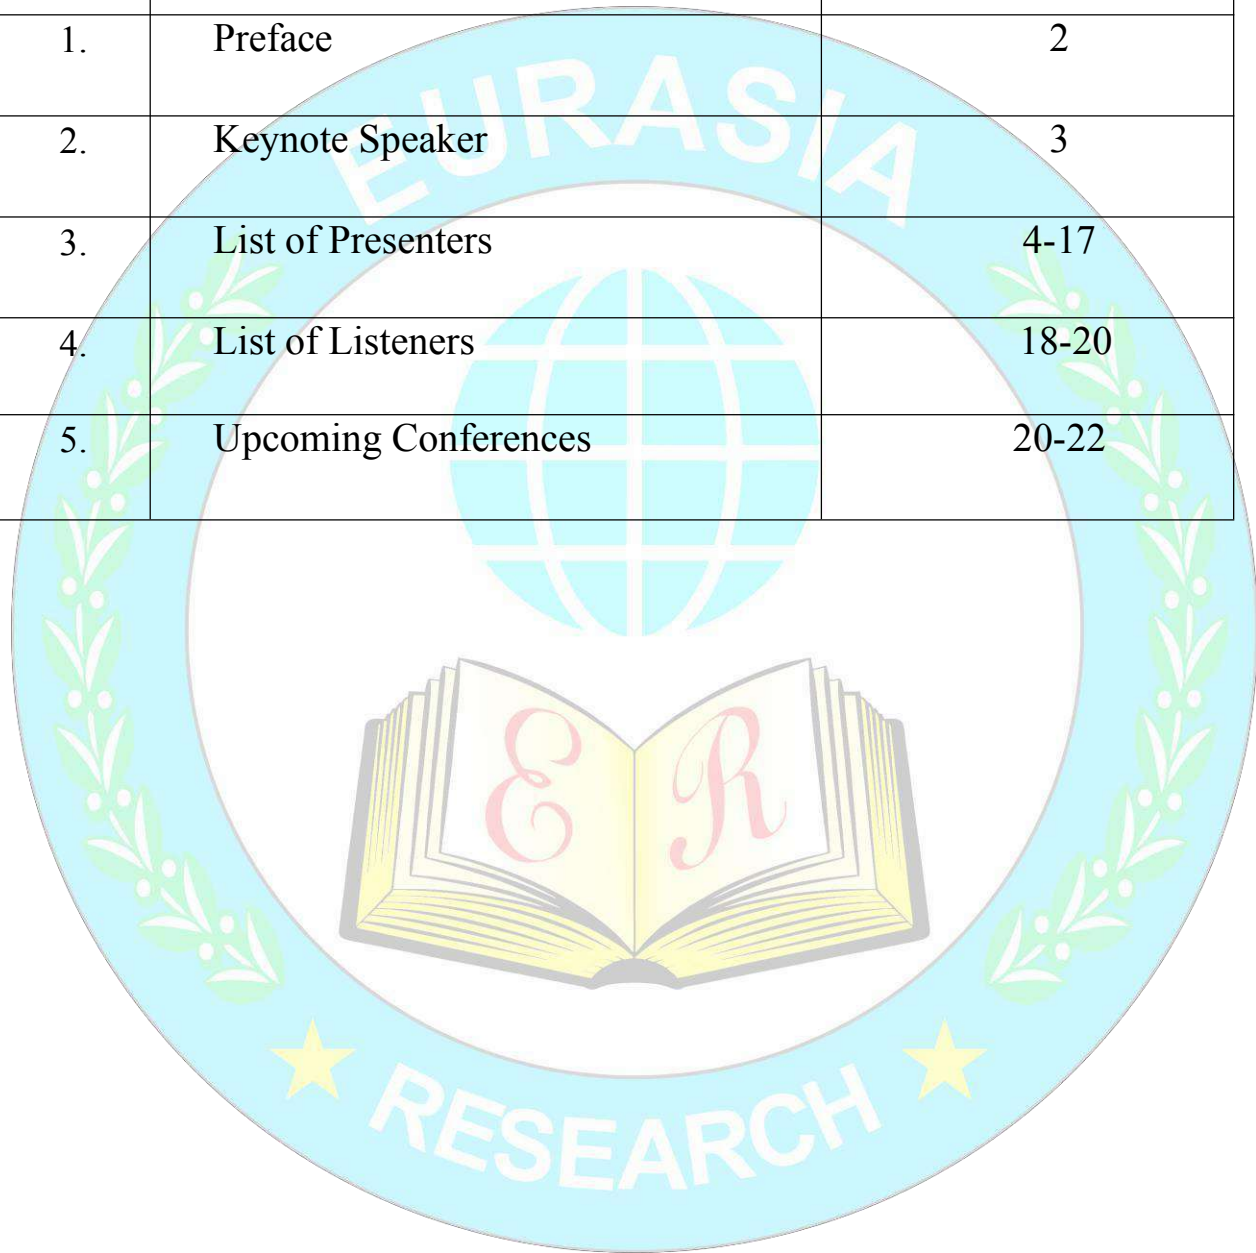 1. Preface 2
2. Keynote Speaker 3
3. List of Presenters 4-17
4. List of Listeners 18-20
5. Upcoming Conferences 20-22
EURASIA
E R
RESEARCH